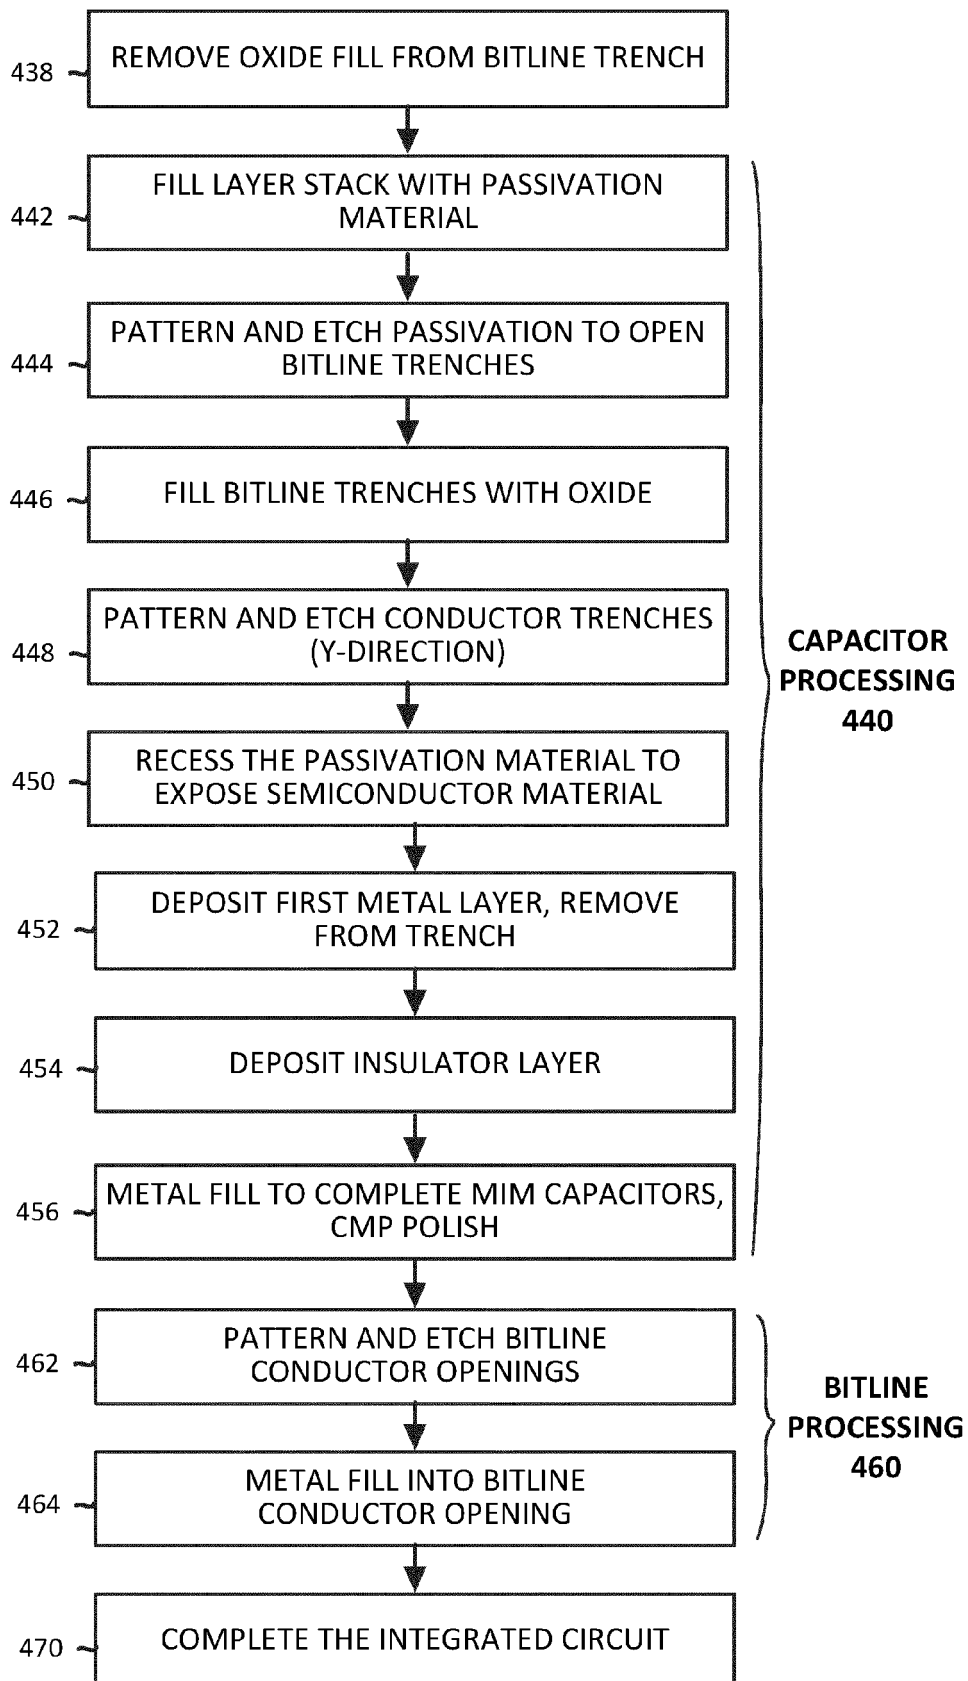 438
REMOVE OXIDE FILL FROM BITLINE TRENCH
442
FILL LAYER STACK WITH PASSIVATION
MATERIAL
444
PATTERN AND ETCH PASSIVATION TO OPEN
BITLINE TRENCHES
446
FILL BITLINE TRENCHES WITH OXIDE
448
PATTERN AND ETCH CONDUCTOR TRENCHES
(Y-DIRECTION)
450
RECESS THE PASSIVATION MATERIAL TO
EXPOSE SEMICONDUCTOR MATERIAL
452
DEPOSIT FIRST METAL LAYER, REMOVE
FROM TRENCH
454
DEPOSIT INSULATOR LAYER
456
METAL FILL TO COMPLETE MIM CAPACITORS,
CMP POLISH
CAPACITOR
PROCESSING
440
462
PATTERN AND ETCH BITLINE
CONDUCTOR OPENINGS
464
METAL FILL INTO BITLINE
CONDUCTOR OPENING
BITLINE
PROCESSING
460
470
COMPLETE THE INTEGRATED CIRCUIT